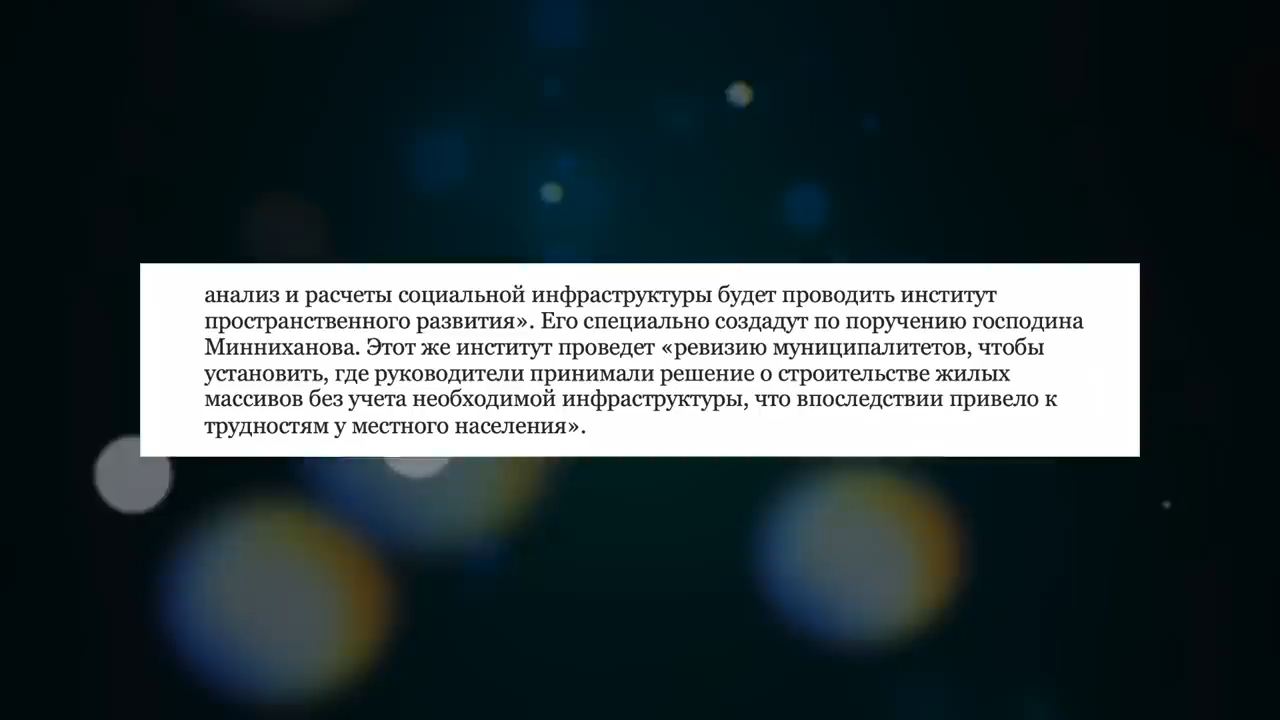 анализ и расчеты социальной инфраструктуры будет проводить институт
пространственного развития». Его специально создадут по поручению господина
Минниханова. Этот же институт проведет «ревизию муниципалитетов, чтобы
установить, где руководители принимали решение о строительстве жилых
массивов без учета необходимой инфраструктуры, что впоследствии привело к
трудностям у местного населения».